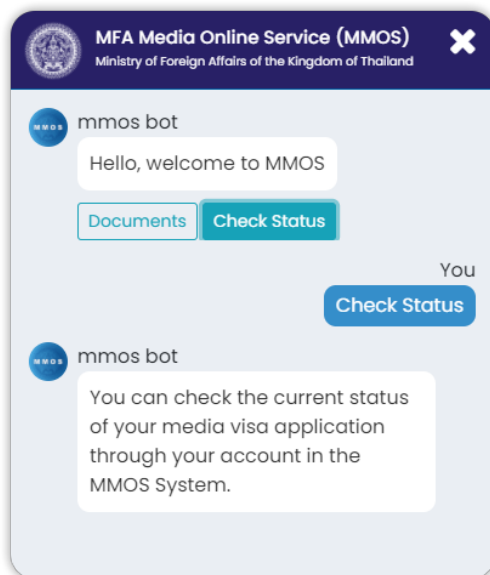 MFA Media Online Service (MMOS)
Ministry of Foreign Affairs of the Kingdom of Thailand
MMOS
mmos bot
Hello, welcome to MMOS
Documents
Check Status
You
Check Status
MMOS
mmos bot
You can check the current status
of your media visa application
through your account in the
MMOS System.